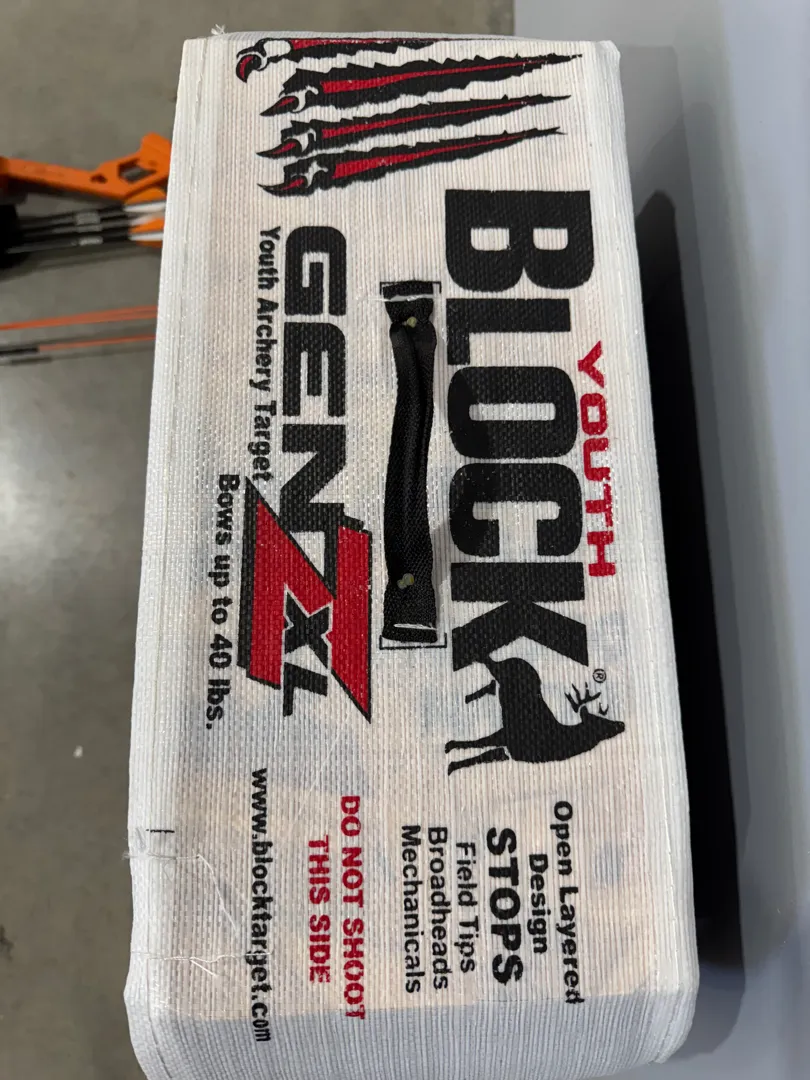 YOUTH
BLOCK®
GEN Z XL
Youth Archery Target
Bows up to 40 lbs.
Open Layered
Design
STOPS
Field Tips
Broadheads
Mechanicals
DO NOT SHOOT
THIS SIDE
www.blocktarget.com